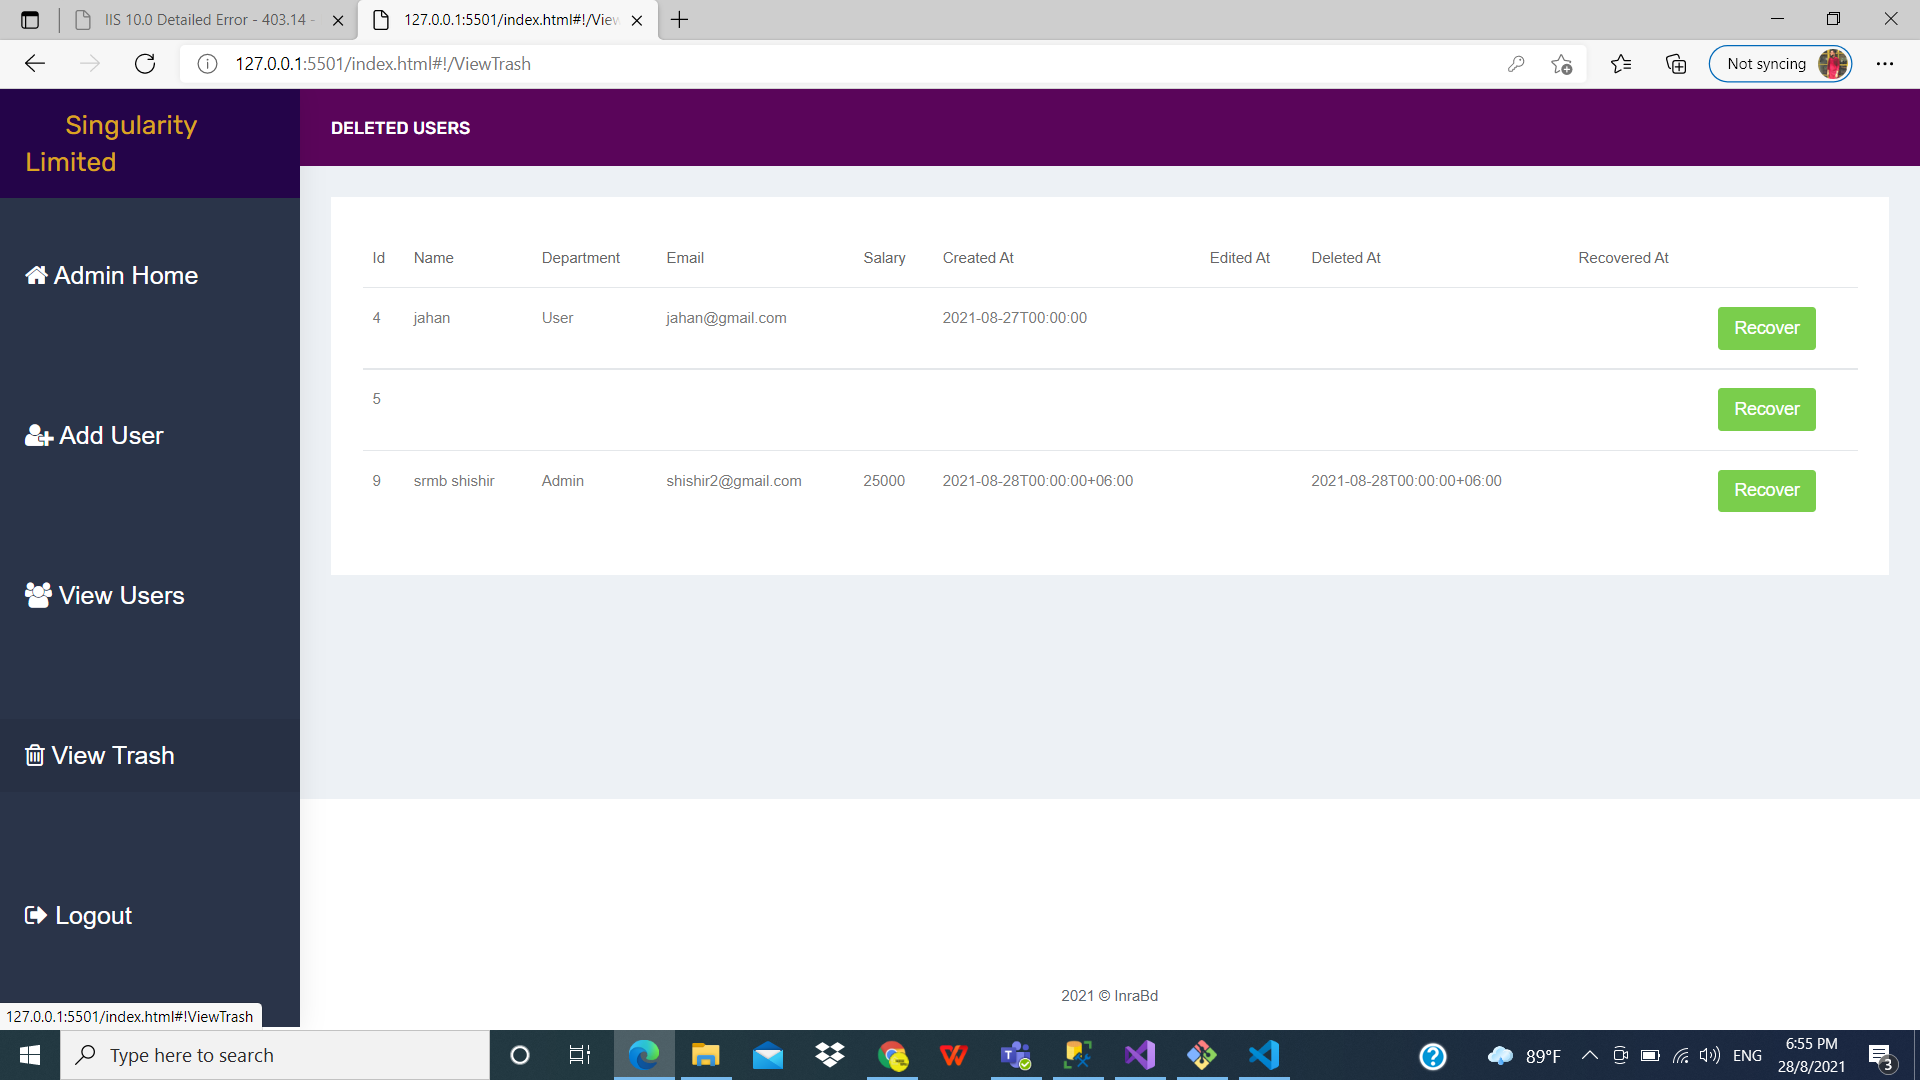 IIS 10.0 Detailed Error - 403.14 -
127.0.0.1:5501/index.html#!/View
127.0.0.1:5501/index.html#!/ViewTrash
Not syncing
Singularity
Limited
DELETED USERS
Admin Home
Add User
View Users
View Trash
Logout
Id Name Department Email Salary Created At Edited At Deleted At Recovered At
4 jahan User jahan@gmail.com 2021-08-27T00:00:00 Recover
5 Recover
9 srmb shishir Admin shishir2@gmail.com 25000 2021-08-28T00:00:00+06:00 2021-08-28T00:00:00+06:00 Recover
2021 © InraBd
127.0.0.1:5501/index.html#!ViewTrash
Type here to search
89°F
ENG
6:55 PM
28/8/2021
3